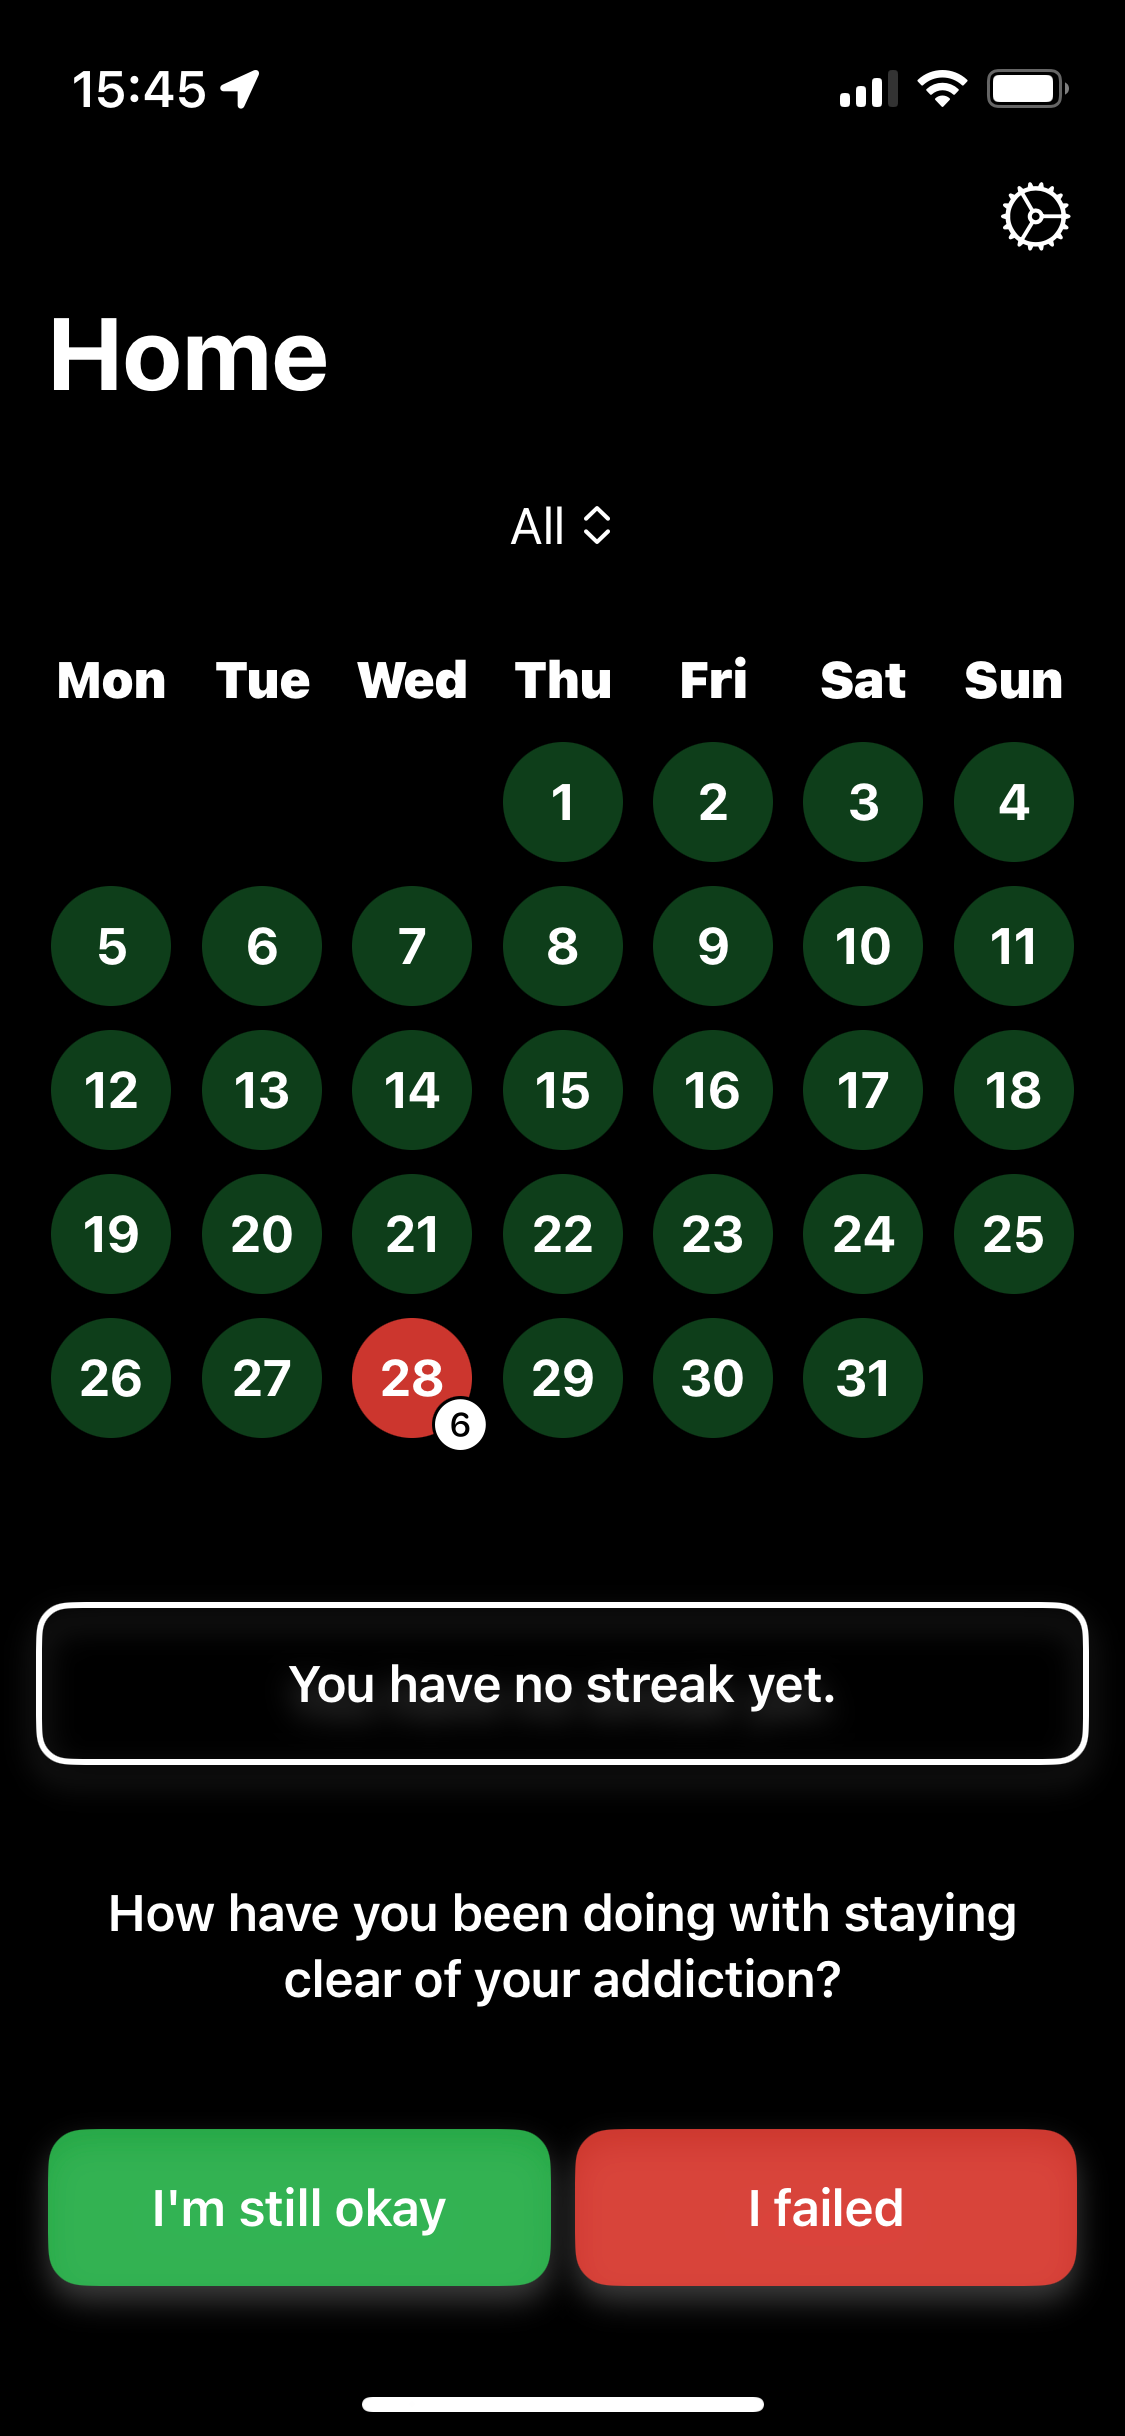 15:45
Home
All
Mon Tue Wed Thu Fri Sat Sun
1 2 3 4
5 6 7 8 9 10 11
12 13 14 15 16 17 18
19 20 21 22 23 24 25
26 27 28 29 30 31
6
You have no streak yet.
How have you been doing with staying
clear of your addiction?
I'm still okay I failed